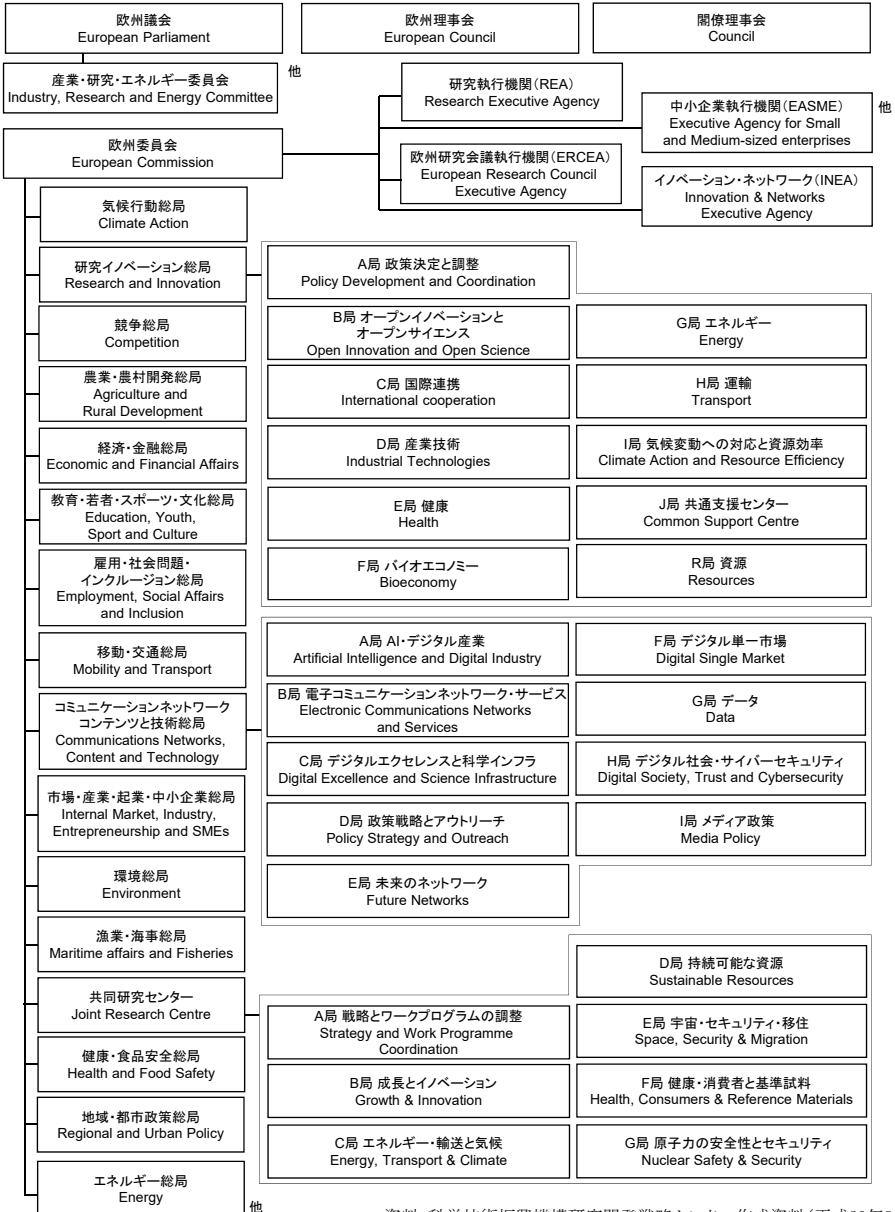 欧州議会
European Parliament
欧州理事会
European Council
閣僚理事会
Council
産業・研究・エネルギー委員会
Industry, Research and Energy Committee
他
研究執行機関(REA)
Research Executive Agency
中小企業執行機関(EASME)
Executive Agency for Small
and Medium-sized enterprises
他
欧州委員会
European Commission
欧州研究会議執行機関(ERCEA)
European Research Council
Executive Agency
イノベーション・ネットワーク(INEA)
Innovation & Networks
Executive Agency
気候行動総局
Climate Action
研究イノベーション総局
Research and Innovation
競争総局
Competition
農業・農村開発総局
Agriculture and
Rural Development
経済・金融総局
Economic and Financial Affairs
教育・若者・スポーツ・文化総局
Education, Youth,
Sport and Culture
雇用・社会問題・
インクルージョン総局
Employment, Social Affairs
and Inclusion
移動・交通総局
Mobility and Transport
コミュニケーションネットワーク
コンテンツと技術総局
Communications Networks,
Content and Technology
市場・産業・起業・中小企業総局
Internal Market, Industry,
Entrepreneurship and SMEs
環境総局
Environment
漁業・海事総局
Maritime affairs and Fisheries
共同研究センター
Joint Research Centre
健康・食品安全総局
Health and Food Safety
地域・都市政策総局
Regional and Urban Policy
エネルギー総局
Energy
他
A局 政策決定と調整
Policy Development and Coordination
B局 オープンイノベーションと
オープンサイエンス
Open Innovation and Open Science
C局 国際連携
International cooperation
D局 産業技術
Industrial Technologies
E局 健康
Health
F局 バイオエコノミー
Bioeconomy
G局 エネルギー
Energy
H局 運輸
Transport
I局 気候変動への対応と資源効率
Climate Action and Resource Efficiency
J局 共通支援センター
Common Support Centre
R局 資源
Resources
A局 AI・デジタル産業
Artificial Intelligence and Digital Industry
B局 電子コミュニケーションネットワーク・サービス
Electronic Communications Networks
and Services
C局 デジタルエクセレンスと科学インフラ
Digital Excellence and Science Infrastructure
D局 政策戦略とアウトリーチ
Policy Strategy and Outreach
E局 未来のネットワーク
Future Networks
F局 デジタル単一市場
Digital Single Market
G局 データ
Data
H局 デジタル社会・サイバーセキュリティ
Digital Society, Trust and Cybersecurity
I局 メディア政策
Media Policy
A局 戦略とワークプログラムの調整
Strategy and Work Programme
Coordination
B局 成長とイノベーション
Growth & Innovation
C局 エネルギー・輸送と気候
Energy, Transport & Climate
D局 持続可能な資源
Sustainable Resources
E局 宇宙・セキュリティ・移住
Space, Security & Migration
F局 健康・消費者と基準試料
Health, Consumers & Reference Materials
G局 原子力の安全性とセキュリティ
Nuclear Safety & Security